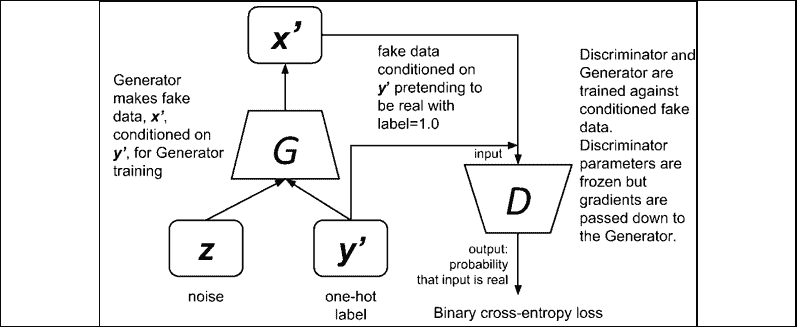 x’
Generator
makes fake
data, x’,
conditioned on
y’, for Generator
training
fake data
conditioned on
y’ pretending to
be real with
label=1.0
Discriminator and
Generator are
trained against
conditioned fake
data.
Discriminator
parameters are
frozen but
gradients are
passed down to
the Generator.
G
input
D
z
y’
noise
one-hot
label
output:
probability
that input is real
Binary cross-entropy loss